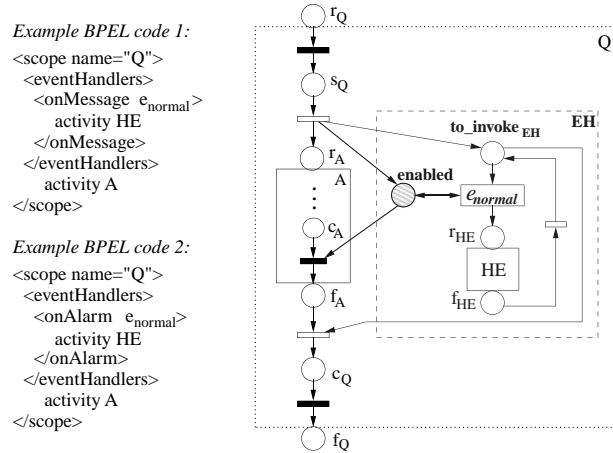 Example BPEL code 1:
<scope name="Q">
<eventHandlers>
<onMessage e_normal>
activity HE
</onMessage>
</eventHandlers>
activity A
</scope>
Example BPEL code 2:
<scope name="Q">
<eventHandlers>
<onAlarm e_normal>
activity HE
</onAlarm>
</eventHandlers>
activity A
</scope>
r_Q
Q
s_Q
to_invoke_EH
EH
r_A
enabled
A
e_normal
c_A
r_HE
HE
f_A
f_HE
c_Q
f_Q